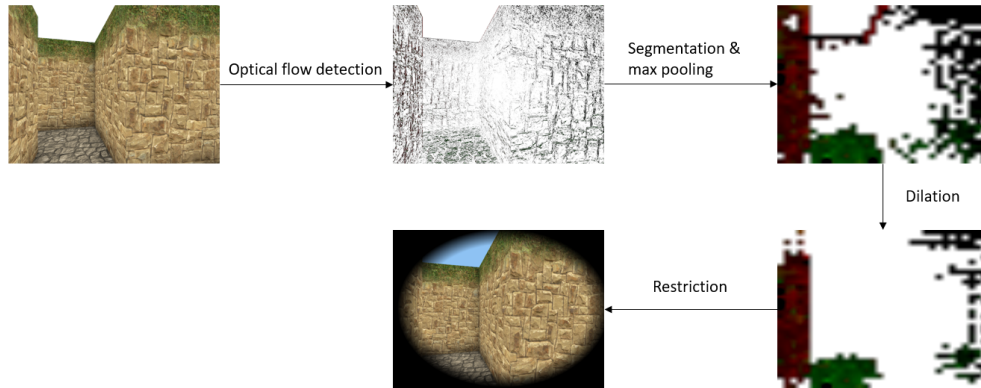 Optical flow detection
Segmentation &
max pooling
Dilation
Restriction